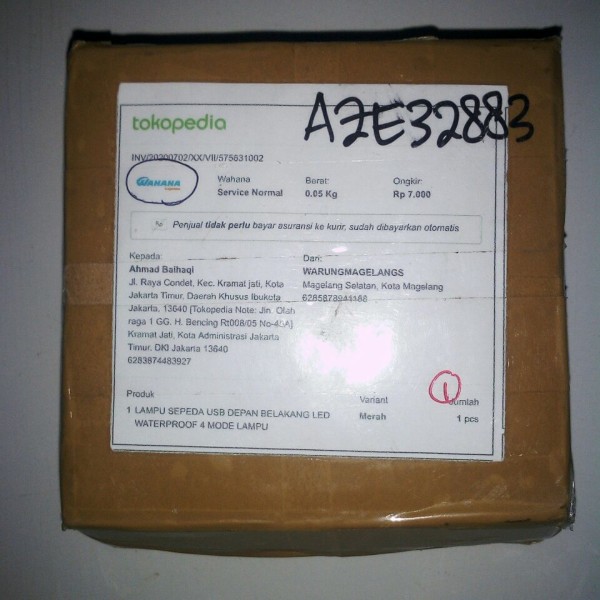 tokopedia
AZE32883
INV/20200702/XX/VII/575631002
WAHANA
Wahana
Service Normal
Berat:
0.05 Kg
Ongkir:
Rp 7.000
Penjual tidak perlu bayar asuransi ke kurir, sudah dibayarkan otomatis
Kepada:
Ahmad Balhaqi
Jl. Raya Condet, Kec. Kramat jati, Kota
Jakarta Timur, Daerah Khusus Ibukota
Jakarta, 13640 [Tokopedia Note: Jln. Olah
raga 1 GG. H. Bencing Rt008/05 No-45A]
Kramat Jati, Kota Administrasi Jakarta
Timur, DKI Jakarta 13640
6283874483927
Dari:
WARUNGMAGELANGS
Magelang Selatan, Kota Magelang
6285878941188
Produk
Variant
Jumlah
1
1 LAMPU SEPEDA USB DEPAN BELAKANG LED
WATERPROOF 4 MODE LAMPU
Merah
1 pcs